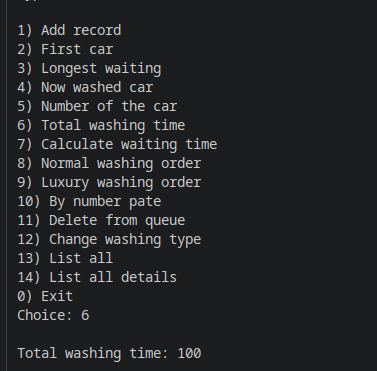 1) Add record
2) First car
3) Longest waiting
4) Now washed car
5) Number of the car
6) Total washing time
7) Calculate waiting time
8) Normal washing order
9) Luxury washing order
10) By number pate
11) Delete from queue
12) Change washing type
13) List all
14) List all details
0) Exit
Choice: 6
Total washing time: 100